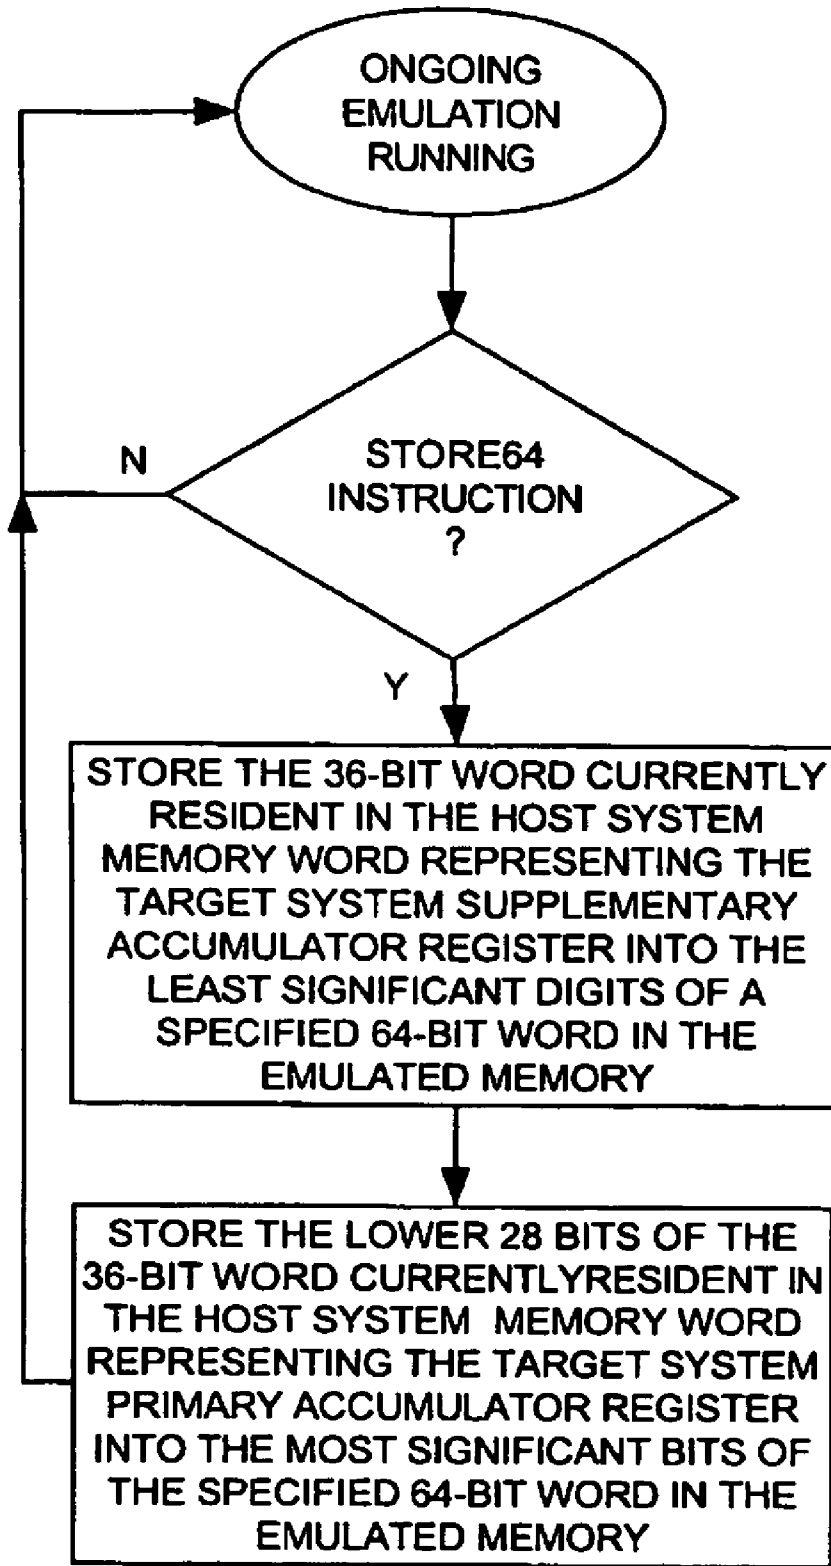 ONGOING
EMULATION
RUNNING
N
STORE64
INSTRUCTION
?
Y
STORE THE 36-BIT WORD CURRENTLY
RESIDENT IN THE HOST SYSTEM
MEMORY WORD REPRESENTING THE
TARGET SYSTEM SUPPLEMENTARY
ACCUMULATOR REGISTER INTO THE
LEAST SIGNIFICANT DIGITS OF A
SPECIFIED 64-BIT WORD IN THE
EMULATED MEMORY
STORE THE LOWER 28 BITS OF THE
36-BIT WORD CURRENTLYRESIDENT IN
THE HOST SYSTEM MEMORY WORD
REPRESENTING THE TARGET SYSTEM
PRIMARY ACCUMULATOR REGISTER
INTO THE MOST SIGNIFICANT BITS OF
THE SPECIFIED 64-BIT WORD IN THE
EMULATED MEMORY